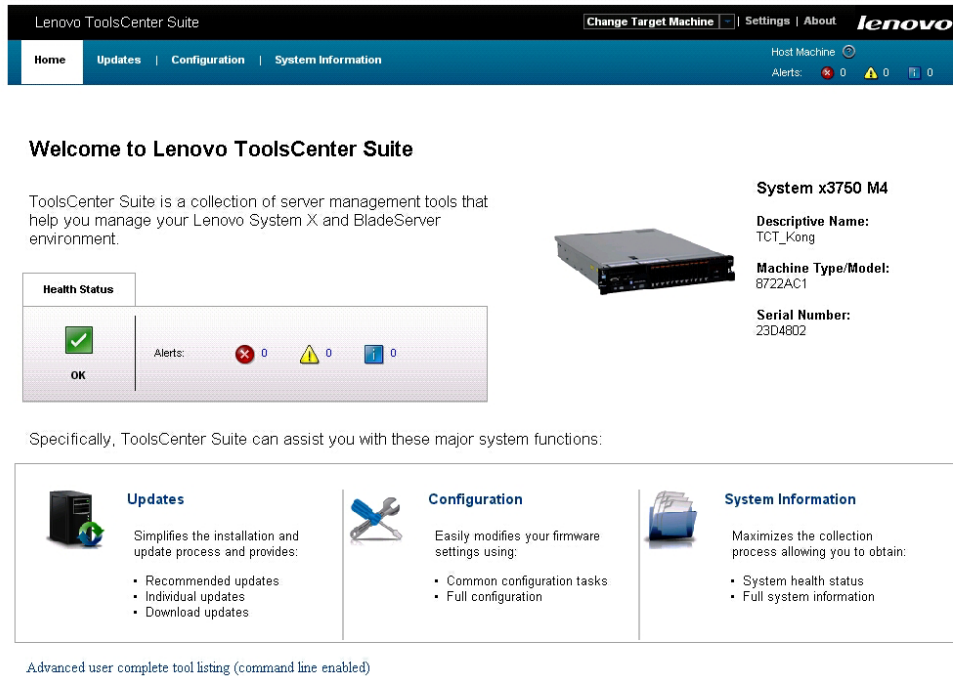 Lenovo ToolsCenter Suite
Change Target Machine | Settings | About
lenovo
Home
Updates | Configuration | System Information
Host Machine ?
Alerts: 0 0 0
Welcome to Lenovo ToolsCenter Suite
ToolsCenter Suite is a collection of server management tools that
help you manage your Lenovo System X and BladeServer
environment.
System x3750 M4
Descriptive Name:
TCT_Kong
Machine Type/Model:
8722AC1
Serial Number:
23D4802
Health Status
OK
Alerts: 0 0 0
Specifically, ToolsCenter Suite can assist you with these major system functions:
Updates
Simplifies the installation and
update process and provides:
▪ Recommended updates
▪ Individual updates
▪ Download updates
Configuration
Easily modifies your firmware
settings using:
▪ Common configuration tasks
▪ Full configuration
System Information
Maximizes the collection
process allowing you to obtain:
▪ System health status
▪ Full system information
Advanced user complete tool listing (command line enabled)